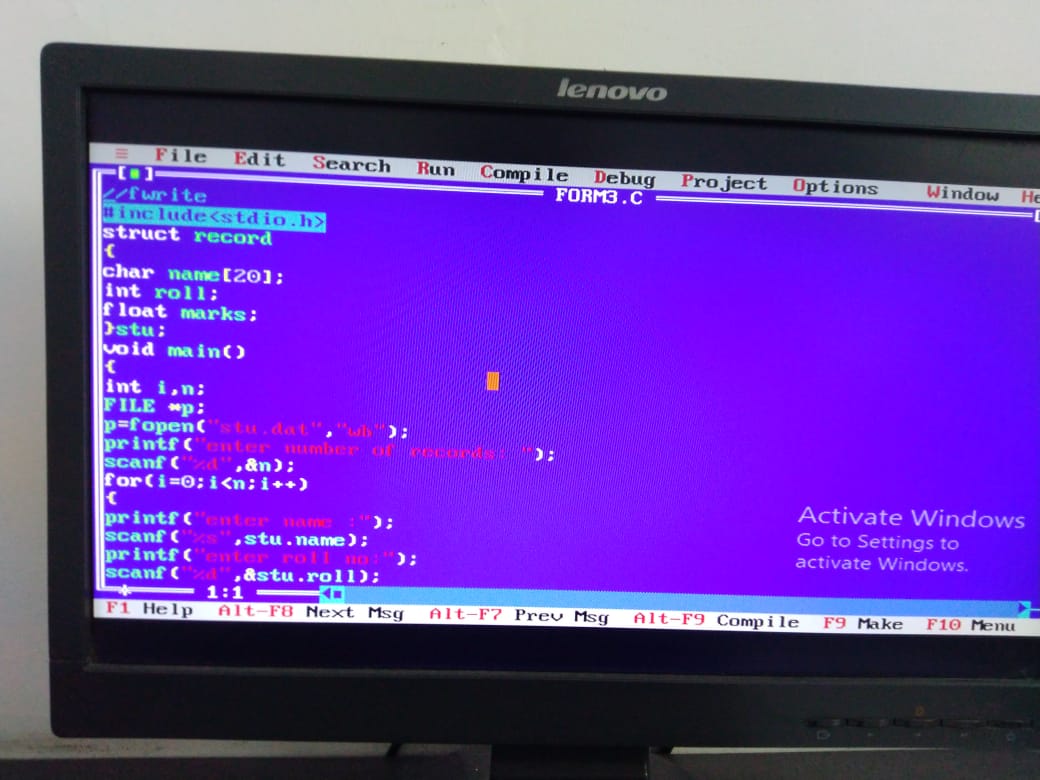 lenovo
≡ File Edit Search Run Compile Debug Project Options Window He
[■] FORM3.C
//fwrite
#include<stdio.h>
struct record
{
char name[20];
int roll;
float marks;
}stu;
void main()
{
int i,n;
FILE *p;
p=fopen("stu.dat","wb");
printf("enter number of records: ");
scanf("%d",&n);
for(i=0;i<n;i++)
{
printf("enter name :");
scanf("%s",stu.name);
printf("enter roll no:");
scanf("%d",&stu.roll);
Activate Windows
Go to Settings to
activate Windows.
* 1:1
F1 Help Alt-F8 Next Msg Alt-F7 Prev Msg Alt-F9 Compile F9 Make F10 Menu